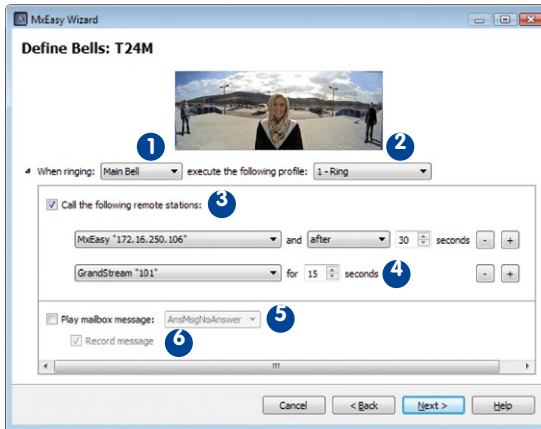 MxEasy Wizard
Define Bells: T24M
1
2
When ringing: Main Bell execute the following profile: 1 - Ring
Call the following remote stations: 3
MxEasy "172.16.250.106" and after 30 seconds - +
GrandStream "101" for 15 seconds 4 - +
Play mailbox message: AnsMsgNoAnswer 5
Record message 6
Cancel < Back Next > Help